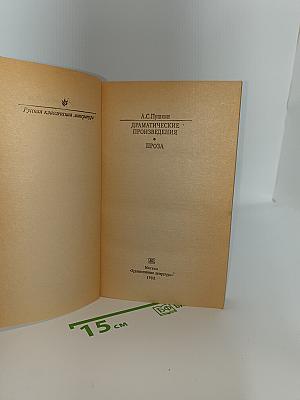 Русская классическая литература
А.С.Пушкин
ДРАМАТИЧЕСКИЕ
ПРОИЗВЕДЕНИЯ
ПРОЗА
Москва
«Художественная литература»
15 см